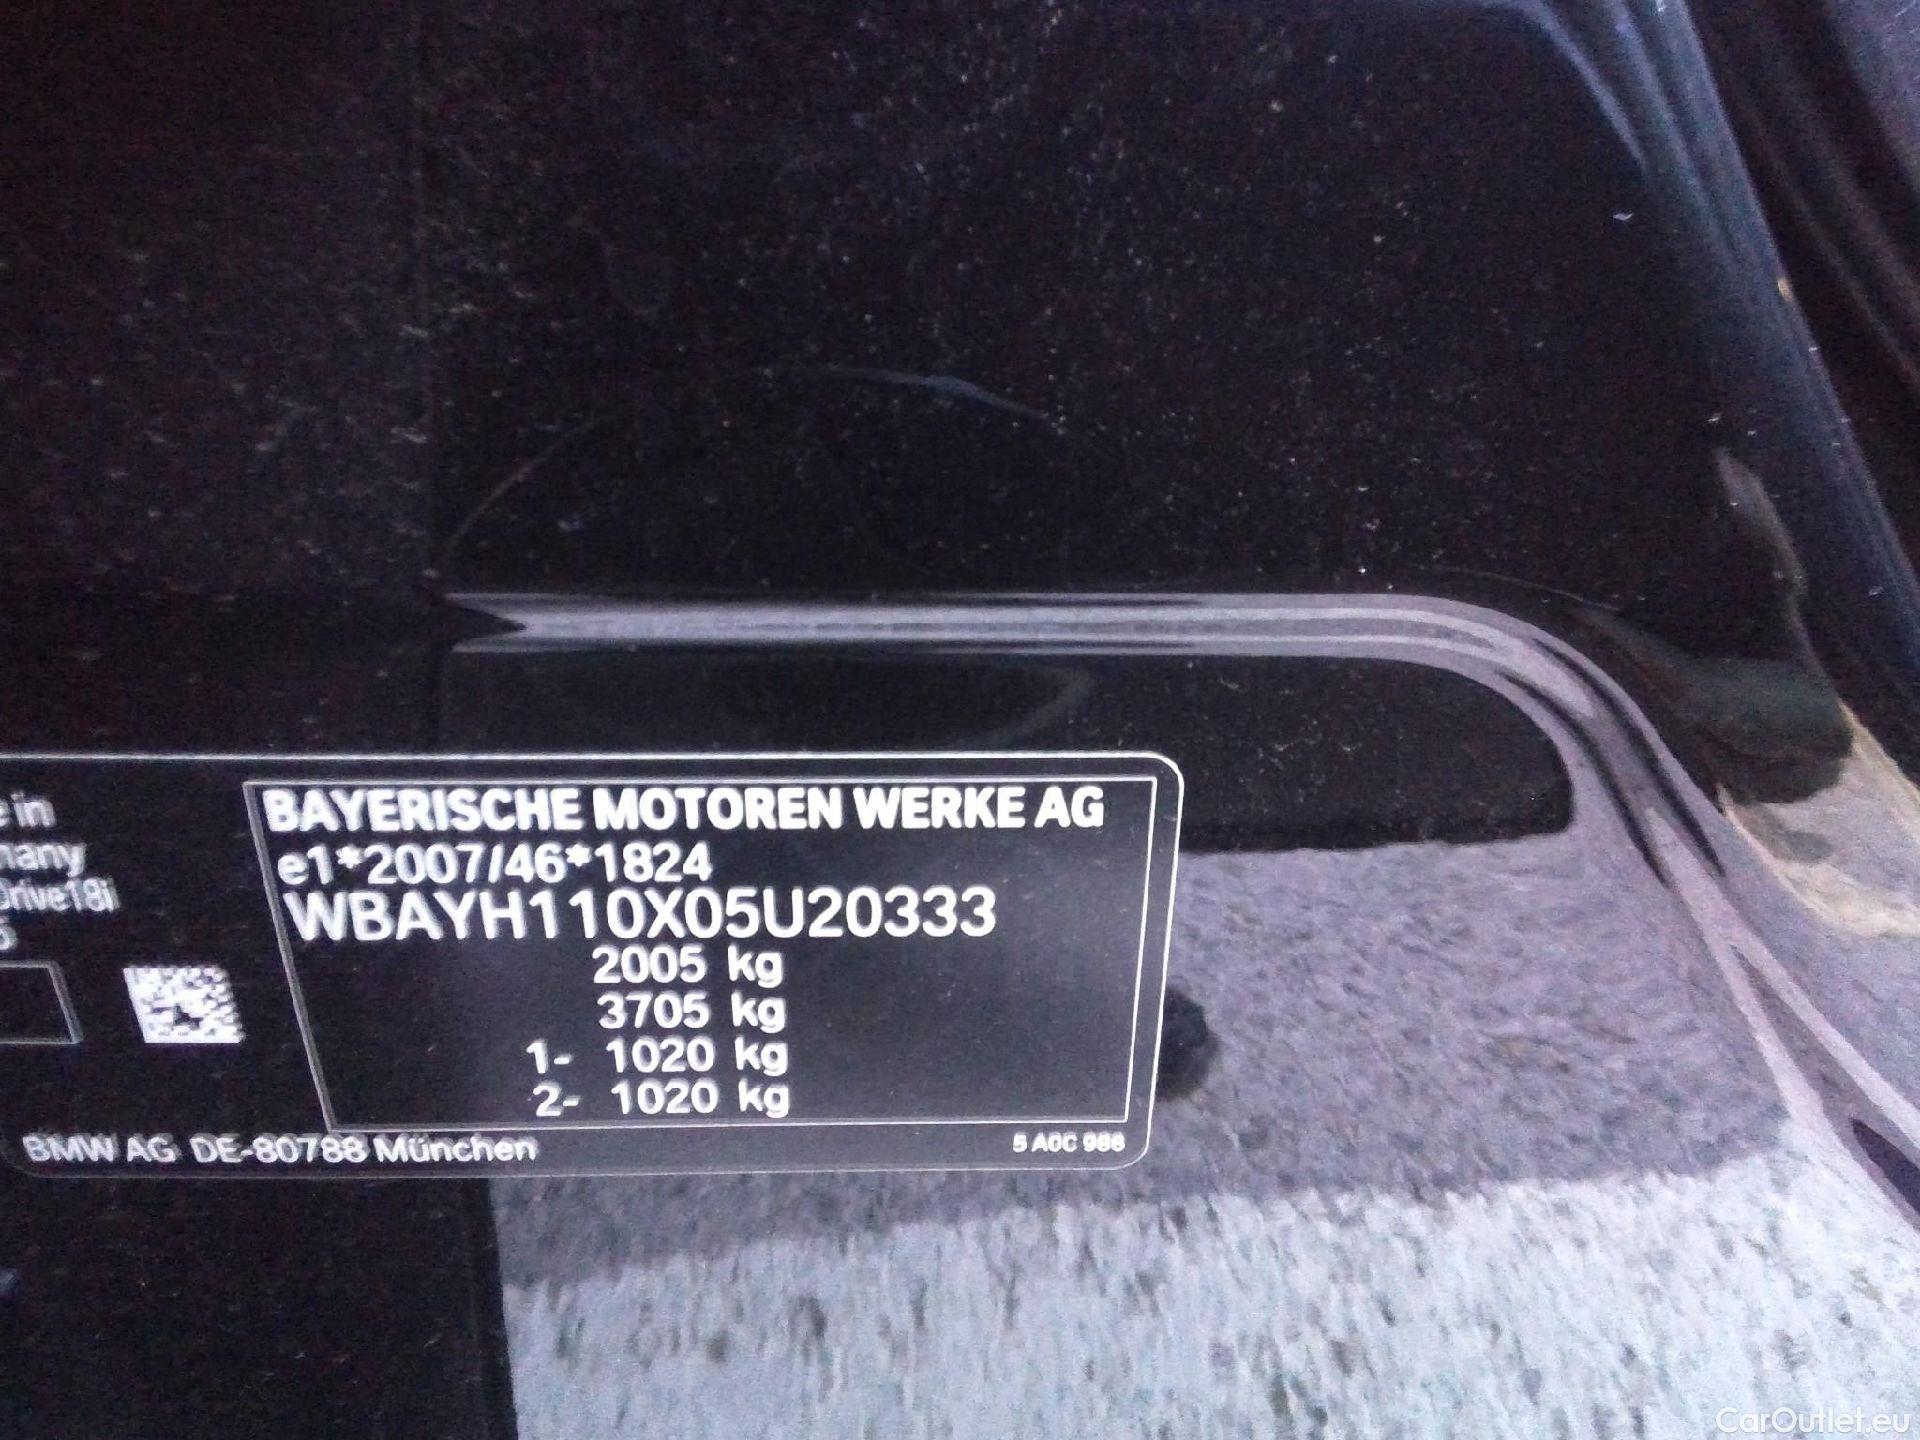 e in
many
Drive18i
BAYERISCHE MOTOREN WERKE AG
e1*2007/46*1824
WBAYH110X05U20333
2005 kg
3705 kg
1- 1020 kg
2- 1020 kg
BMW AG DE-80788 München
5 A0C 986
CarOutlet.eu